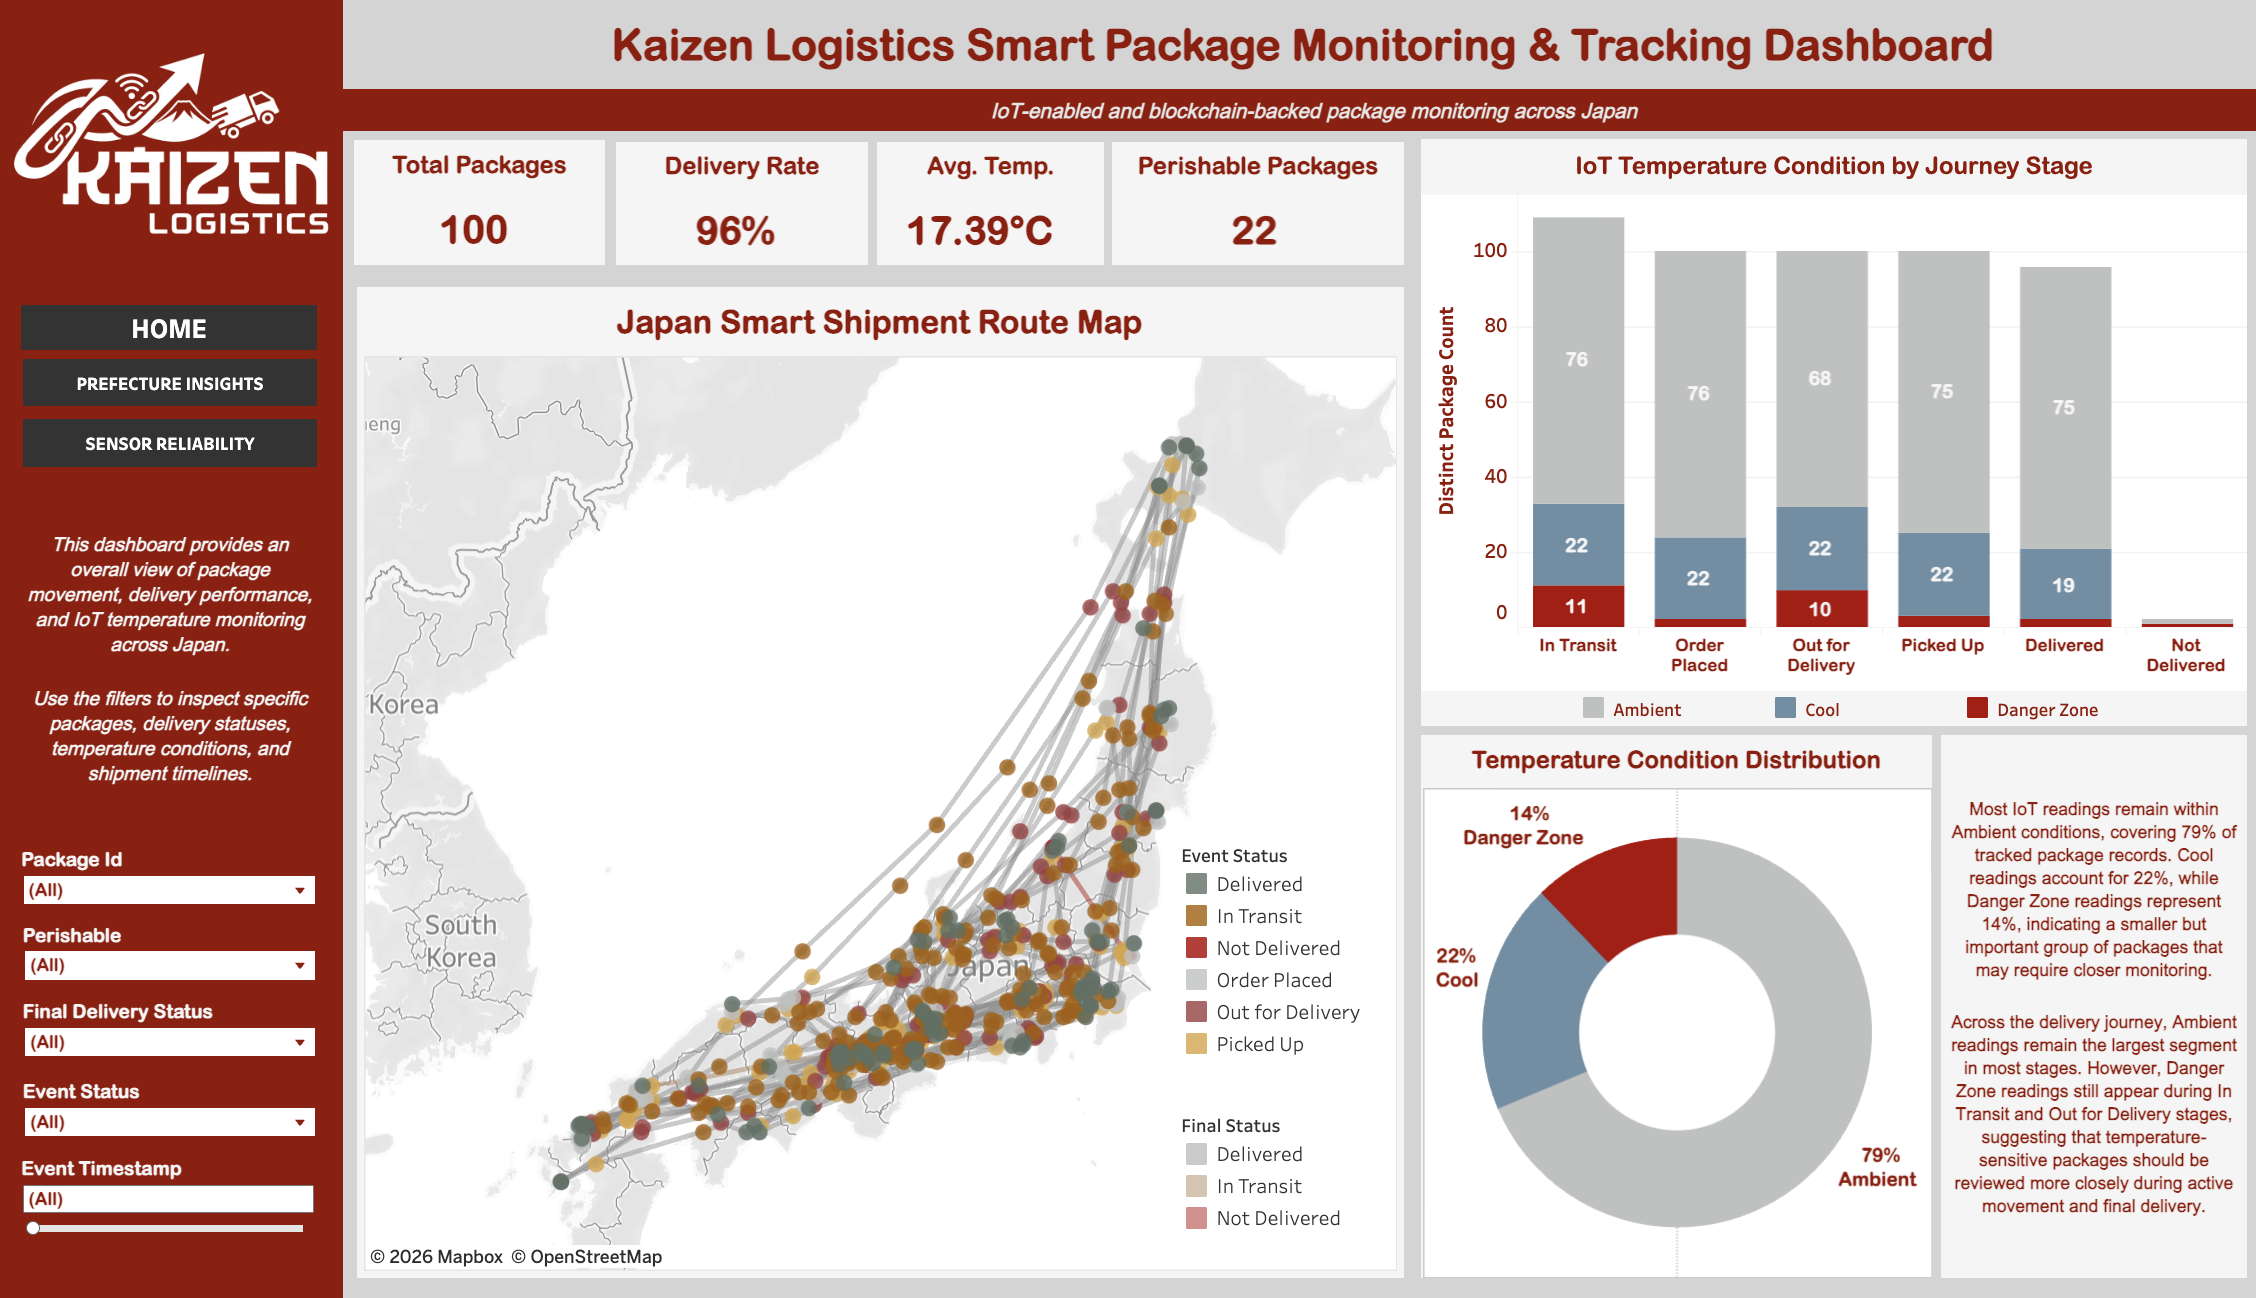 KAIZEN
LOGISTICS
HOME
PREFECTURE INSIGHTS
SENSOR RELIABILITY
This dashboard provides an
overall view of package
movement, delivery performance,
and IoT temperature monitoring
across Japan.
Use the filters to inspect specific
packages, delivery statuses,
temperature conditions, and
shipment timelines.
Package Id
(All)
Perishable
(All)
Final Delivery Status
(All)
Event Status
(All)
Event Timestamp
(All)
Kaizen Logistics Smart Package Monitoring & Tracking Dashboard
IoT-enabled and blockchain-backed package monitoring across Japan
Total Packages
100
Delivery Rate
96%
Avg. Temp.
17.39°C
Perishable Packages
22
Japan Smart Shipment Route Map
eng
Korea
South
Korea
Japan
Event Status
Delivered
In Transit
Not Delivered
Order Placed
Out for Delivery
Picked Up
Final Status
Delivered
In Transit
Not Delivered
© 2026 Mapbox © OpenStreetMap
IoT Temperature Condition by Journey Stage
Distinct Package Count
100
80
60
40
20
0
76
22
11
76
22
68
22
10
75
22
75
19
In Transit
Order
Placed
Out for
Delivery
Picked Up
Delivered
Not
Delivered
Ambient
Cool
Danger Zone
Temperature Condition Distribution
14%
Danger Zone
22%
Cool
79%
Ambient
Most IoT readings remain within
Ambient conditions, covering 79% of
tracked package records. Cool
readings account for 22%, while
Danger Zone readings represent
14%, indicating a smaller but
important group of packages that
may require closer monitoring.
Across the delivery journey, Ambient
readings remain the largest segment
in most stages. However, Danger
Zone readings still appear during In
Transit and Out for Delivery stages,
suggesting that temperature-
sensitive packages should be
reviewed more closely during active
movement and final delivery.